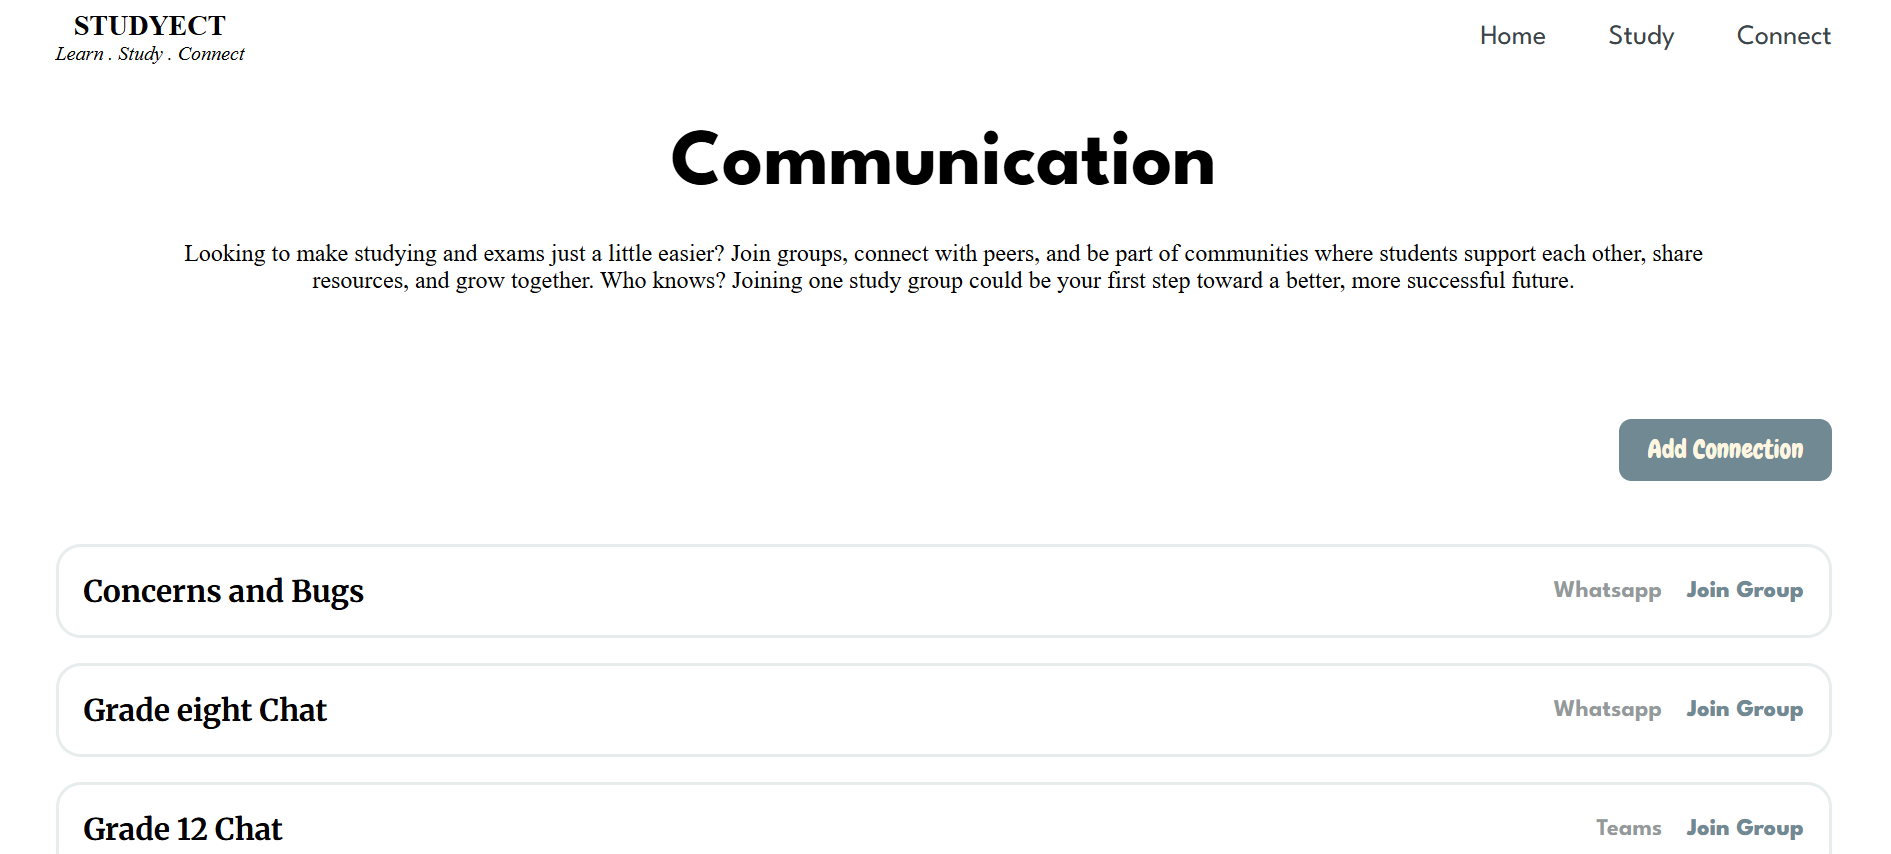 STUDYECT
Learn . Study . Connect
Home
Study
Connect
Communication
Looking to make studying and exams just a little easier? Join groups, connect with peers, and be part of communities where students support each other, share
resources, and grow together. Who knows? Joining one study group could be your first step toward a better, more successful future.
Add Connection
Concerns and Bugs
Whatsapp
Join Group
Grade eight Chat
Whatsapp
Join Group
Grade 12 Chat
Teams
Join Group